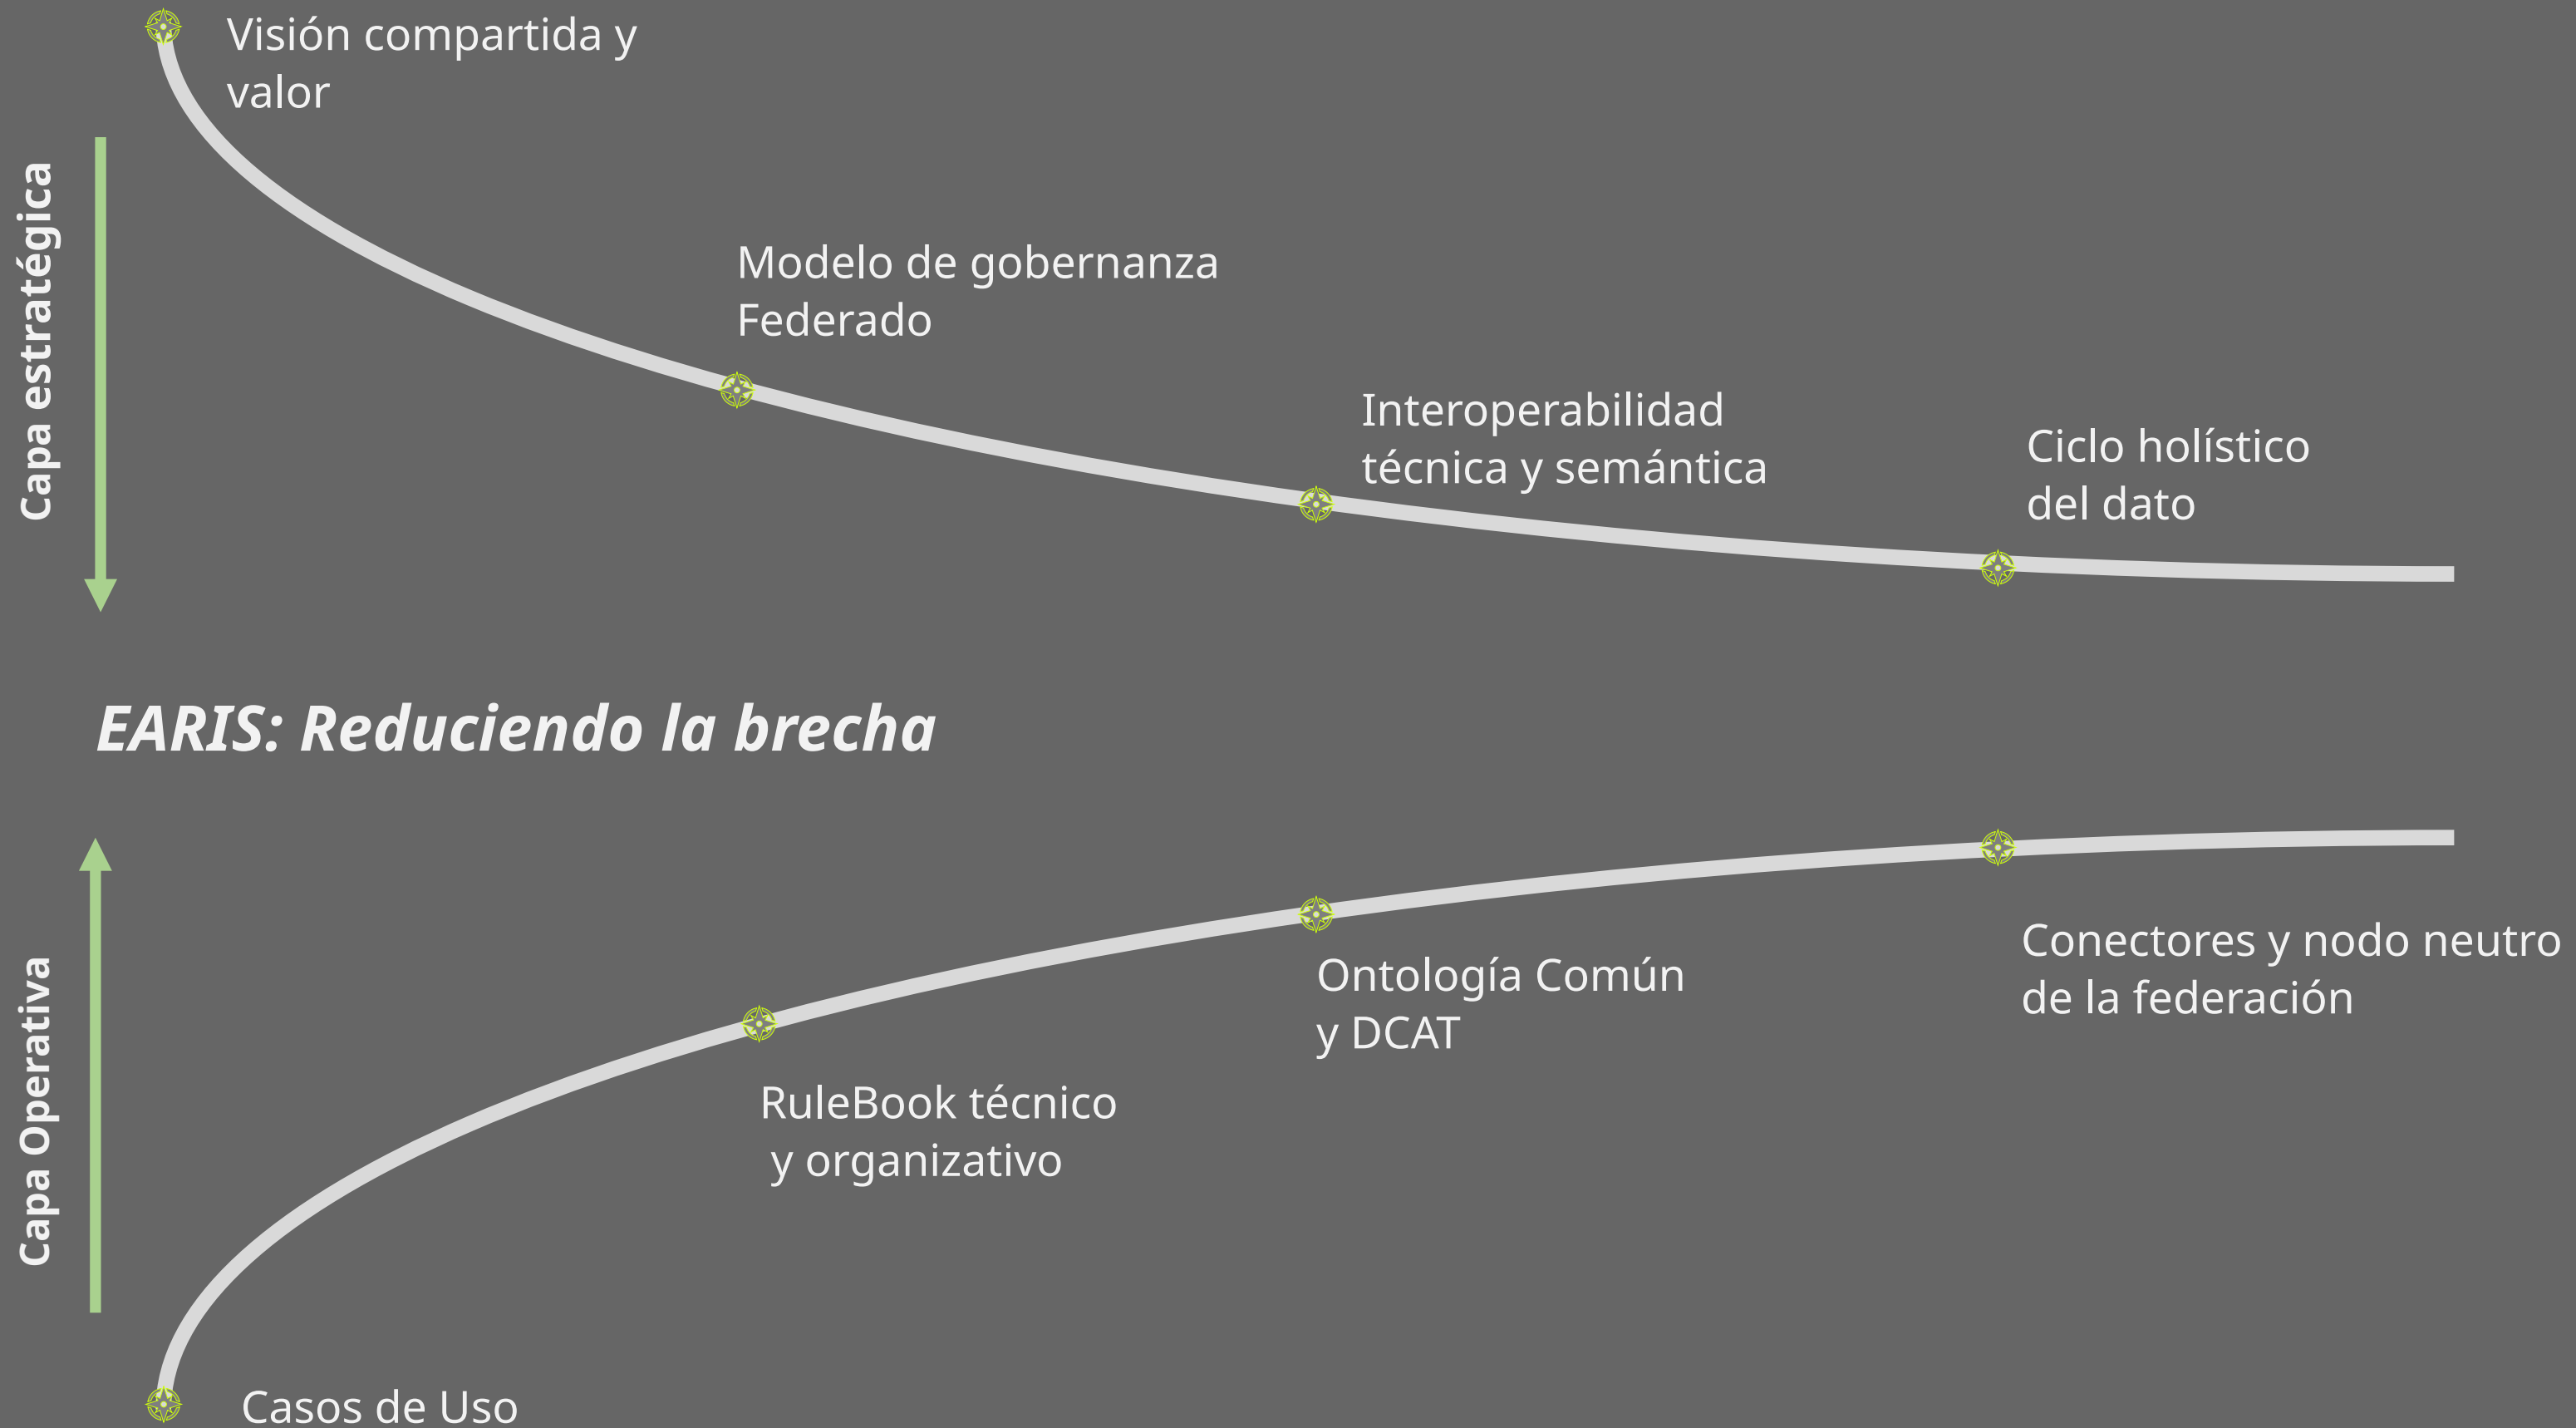 Visión compartida y
valor
Capa estratégica
Modelo de gobernanza
Federado
Interoperabilidad
técnica y semántica
Ciclo holístico
del dato
EARIS: Reduciendo la brecha
Capa Operativa
Conectores y nodo neutro
de la federación
Ontología Común
y DCAT
RuleBook técnico
y organizativo
Casos de Uso